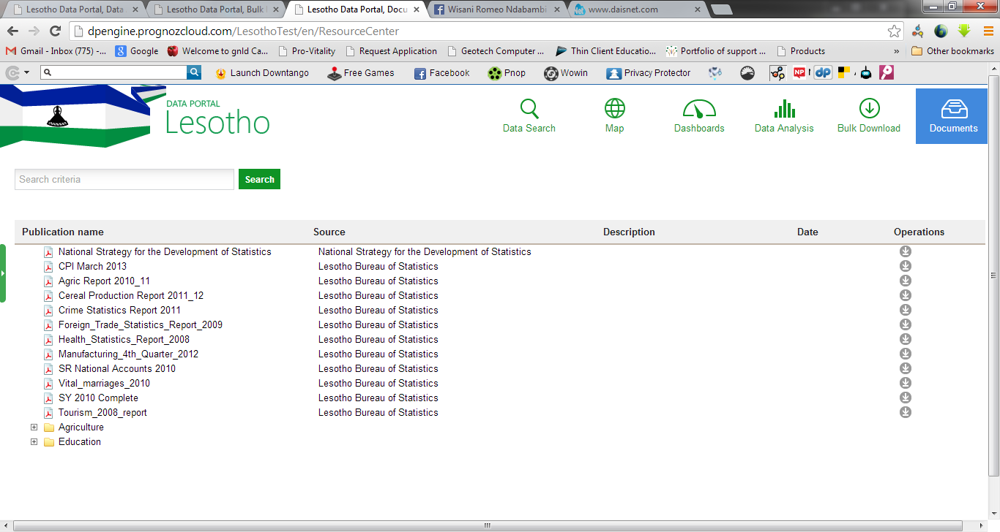 Lesotho Data Portal, Data
Lesotho Data Portal, Bulk
Lesotho Data Portal, Docu
Wisani Romeo Ndabambi
www.daisnet.com
dpengine.prognozcloud.com/LesothoTest/en/ResourceCenter
Gmail - Inbox (775) -... Google Welcome to gnld Ca... Pro-Vitality Request Application Geotech Computer ... Thin Client Educatio... Portfolio of support ... Products » Other bookmarks
Launch Downtango Free Games Facebook Pnop Wowin Privacy Protector NP dp
DATA PORTAL
Lesotho
Data Search Map Dashboards Data Analysis Bulk Download Documents
Search criteria Search
Publication name Source Description Date Operations
National Strategy for the Development of Statistics National Strategy for the Development of Statistics
CPI March 2013 Lesotho Bureau of Statistics
Agric Report 2010_11 Lesotho Bureau of Statistics
Cereal Production Report 2011_12 Lesotho Bureau of Statistics
Crime Statistics Report 2011 Lesotho Bureau of Statistics
Foreign_Trade_Statistics_Report_2009 Lesotho Bureau of Statistics
Health_Statistics_Report_2008 Lesotho Bureau of Statistics
Manufacturing_4th_Quarter_2012 Lesotho Bureau of Statistics
SR National Accounts 2010 Lesotho Bureau of Statistics
Vital_marriages_2010 Lesotho Bureau of Statistics
SY 2010 Complete Lesotho Bureau of Statistics
Tourism_2008_report Lesotho Bureau of Statistics
Agriculture
Education